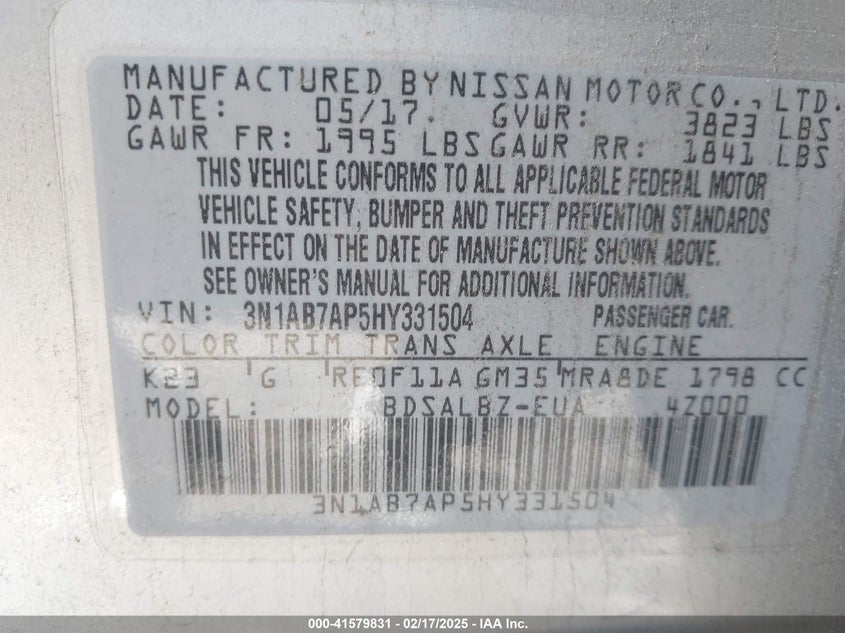 MANUFACTURED BY NISSAN MOTOR CO., LTD.
DATE: 05/17. GVWR: 3823 LBS
GAWR FR: 1995 LBS GAWR RR: 1841 LBS
THIS VEHICLE CONFORMS TO ALL APPLICABLE FEDERAL MOTOR
VEHICLE SAFETY, BUMPER AND THEFT PREVENTION STANDARDS
IN EFFECT ON THE DATE OF MANUFACTURE SHOWN ABOVE.
SEE OWNER'S MANUAL FOR ADDITIONAL INFORMATION.
VIN: 3N1AB7AP5HY331504 PASSENGER CAR.
COLOR TRIM TRANS AXLE ENGINE
K23 G RE0F11A GM35 MRA8DE 1798 CC
MODEL: BDSALBZ-EUA 4Z000
3N1AB7AP5HY331504
000-41579831 - 02/17/2025 - IAA Inc.